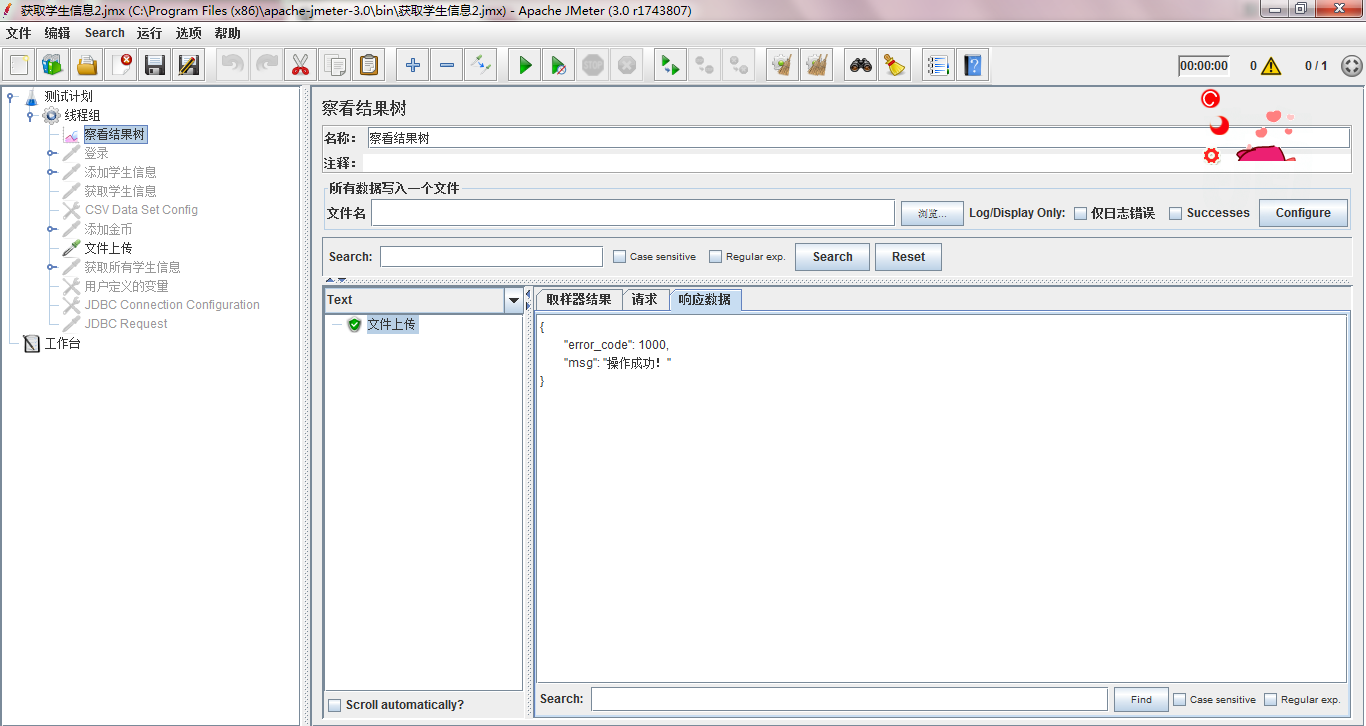 获取学生信息2.jmx (C:\Program Files (x86)\apache-jmeter-3.0\bin\获取学生信息2.jmx) - Apache JMeter (3.0 r1743807)
文件 编辑 Search 运行 选项 帮助
STOP 00:00:00 0 0 / 1
测试计划
线程组
察看结果树
登录
添加学生信息
获取学生信息
CSV Data Set Config
添加金币
文件上传
获取所有学生信息
用户定义的变量
JDBC Connection Configuration
JDBC Request
工作台
察看结果树
名称： 察看结果树
注释：
所有数据写入一个文件
文件名 浏览... Log/Display Only: 仅日志错误 Successes Configure
Search: Case sensitive Regular exp. Search Reset
Text
文件上传
Scroll automatically?
取样器结果 请求 响应数据
{
"error_code": 1000,
"msg": "操作成功！"
}
Search: Find Case sensitive Regular exp.